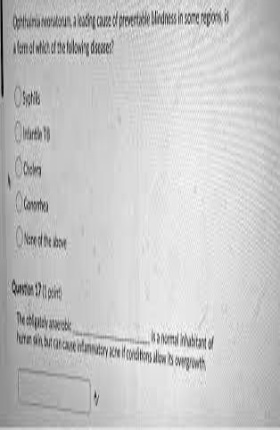 Ophthalmia neonatorum, a leading cause of preventable blindness in some regions, is
a form of which of the following diseases?
Syphilis
Infantile TB
Cholera
Gonorrhea
None of the above
Question 17 (1 point)
The obligately anaerobic ____________ is a normal inhabitant of
human skin, but can cause inflammatory acne if conditions allow its overgrowth.